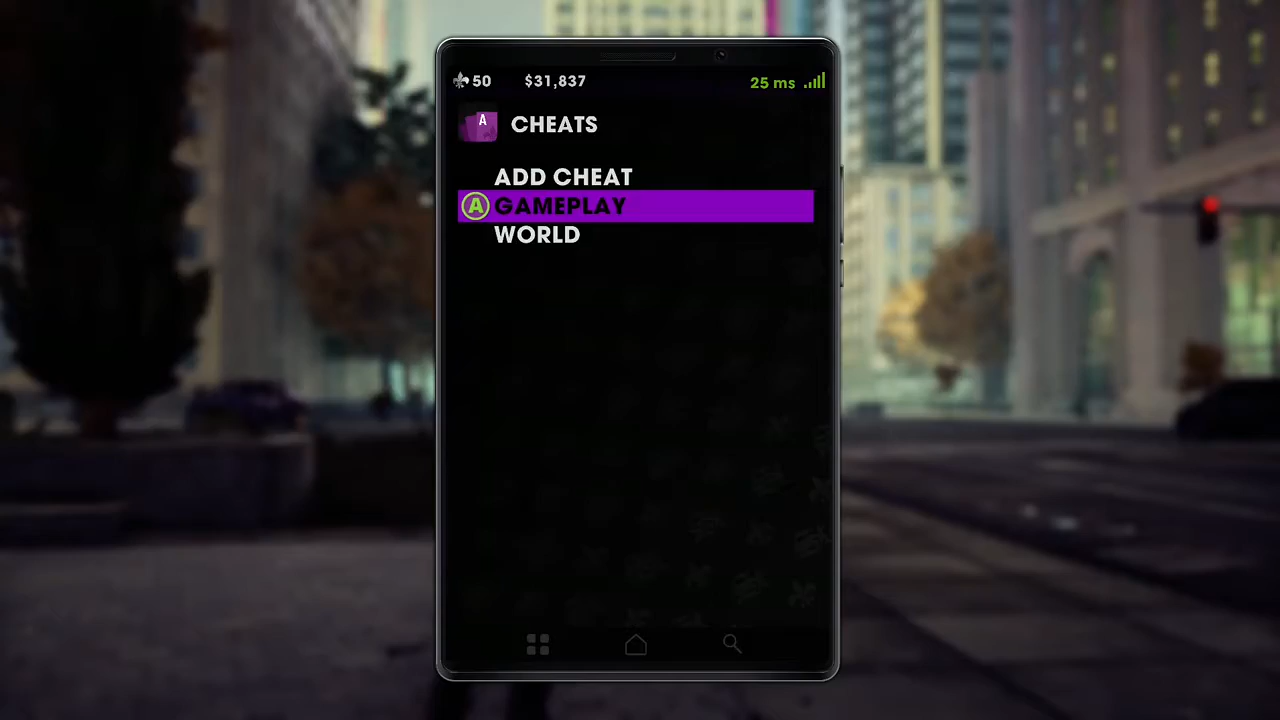 50 $31,837 25 ms
A CHEATS
ADD CHEAT
A GAMEPLAY
WORLD